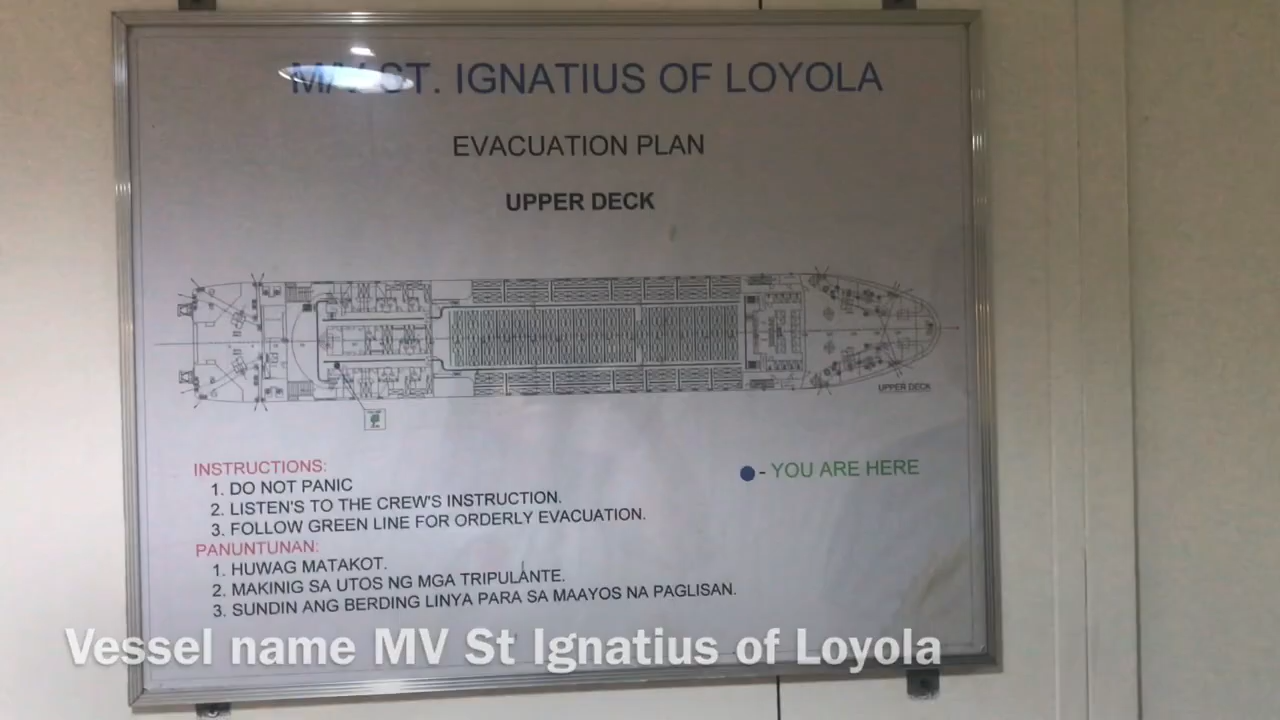 M/V ST. IGNATIUS OF LOYOLA
EVACUATION PLAN
UPPER DECK
UPPER DECK
INSTRUCTIONS:
1. DO NOT PANIC
2. LISTEN'S TO THE CREW'S INSTRUCTION.
3. FOLLOW GREEN LINE FOR ORDERLY EVACUATION.
- YOU ARE HERE
PANUNTUNAN:
1. HUWAG MATAKOT.
2. MAKINIG SA UTOS NG MGA TRIPULANTE.
3. SUNDIN ANG BERDING LINYA PARA SA MAAYOS NA PAGLISAN.
Vessel name MV St Ignatius of Loyola